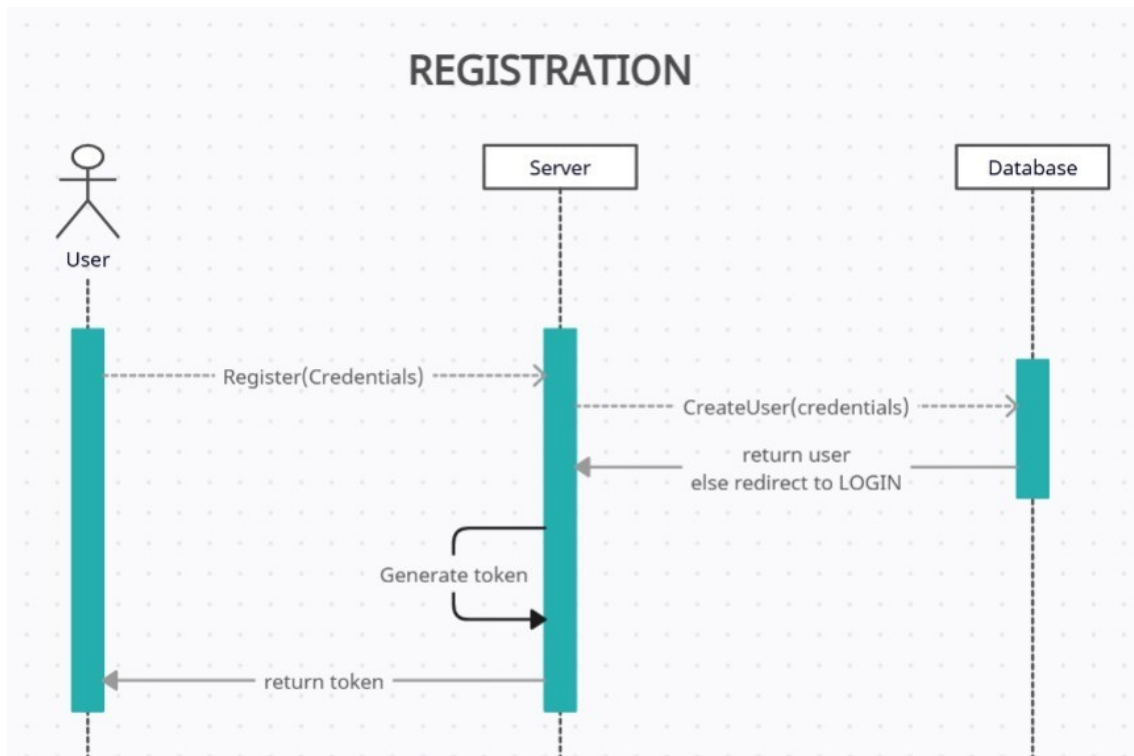 REGISTRATION
Server
Database
User
Register(Credentials)
CreateUser(credentials)
return user
else redirect to LOGIN
Generate token
return token